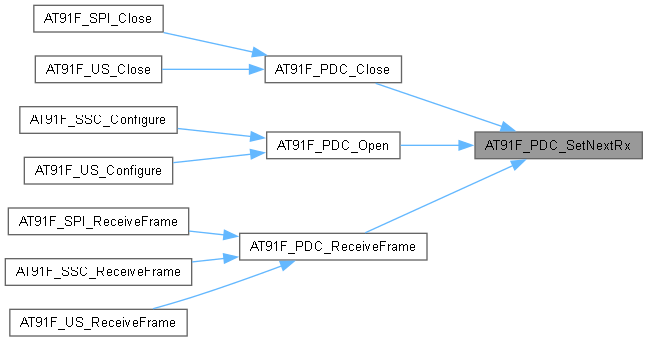 AT91F_SPI_Close
AT91F_US_Close
AT91F_PDC_Close
AT91F_SSC_Configure
AT91F_US_Configure
AT91F_PDC_Open
AT91F_PDC_SetNextRx
AT91F_SPI_ReceiveFrame
AT91F_SSC_ReceiveFrame
AT91F_US_ReceiveFrame
AT91F_PDC_ReceiveFrame